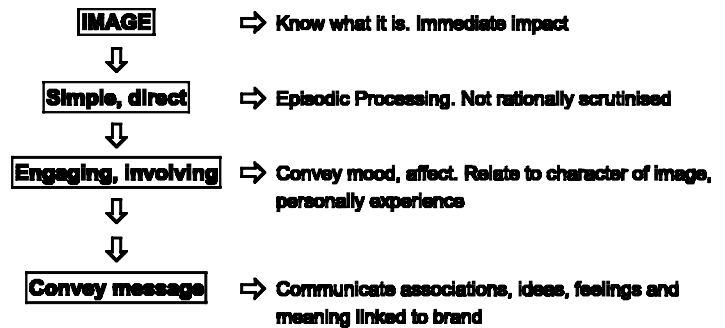 IMAGE
Know what it is. Immediate impact
Simple, direct
Episodic Processing. Not rationally scrutinised
Engaging, involving
Convey mood, affect. Relate to character of image,
personally experience
Convey message
Communicate associations, ideas, feelings and
meaning linked to brand